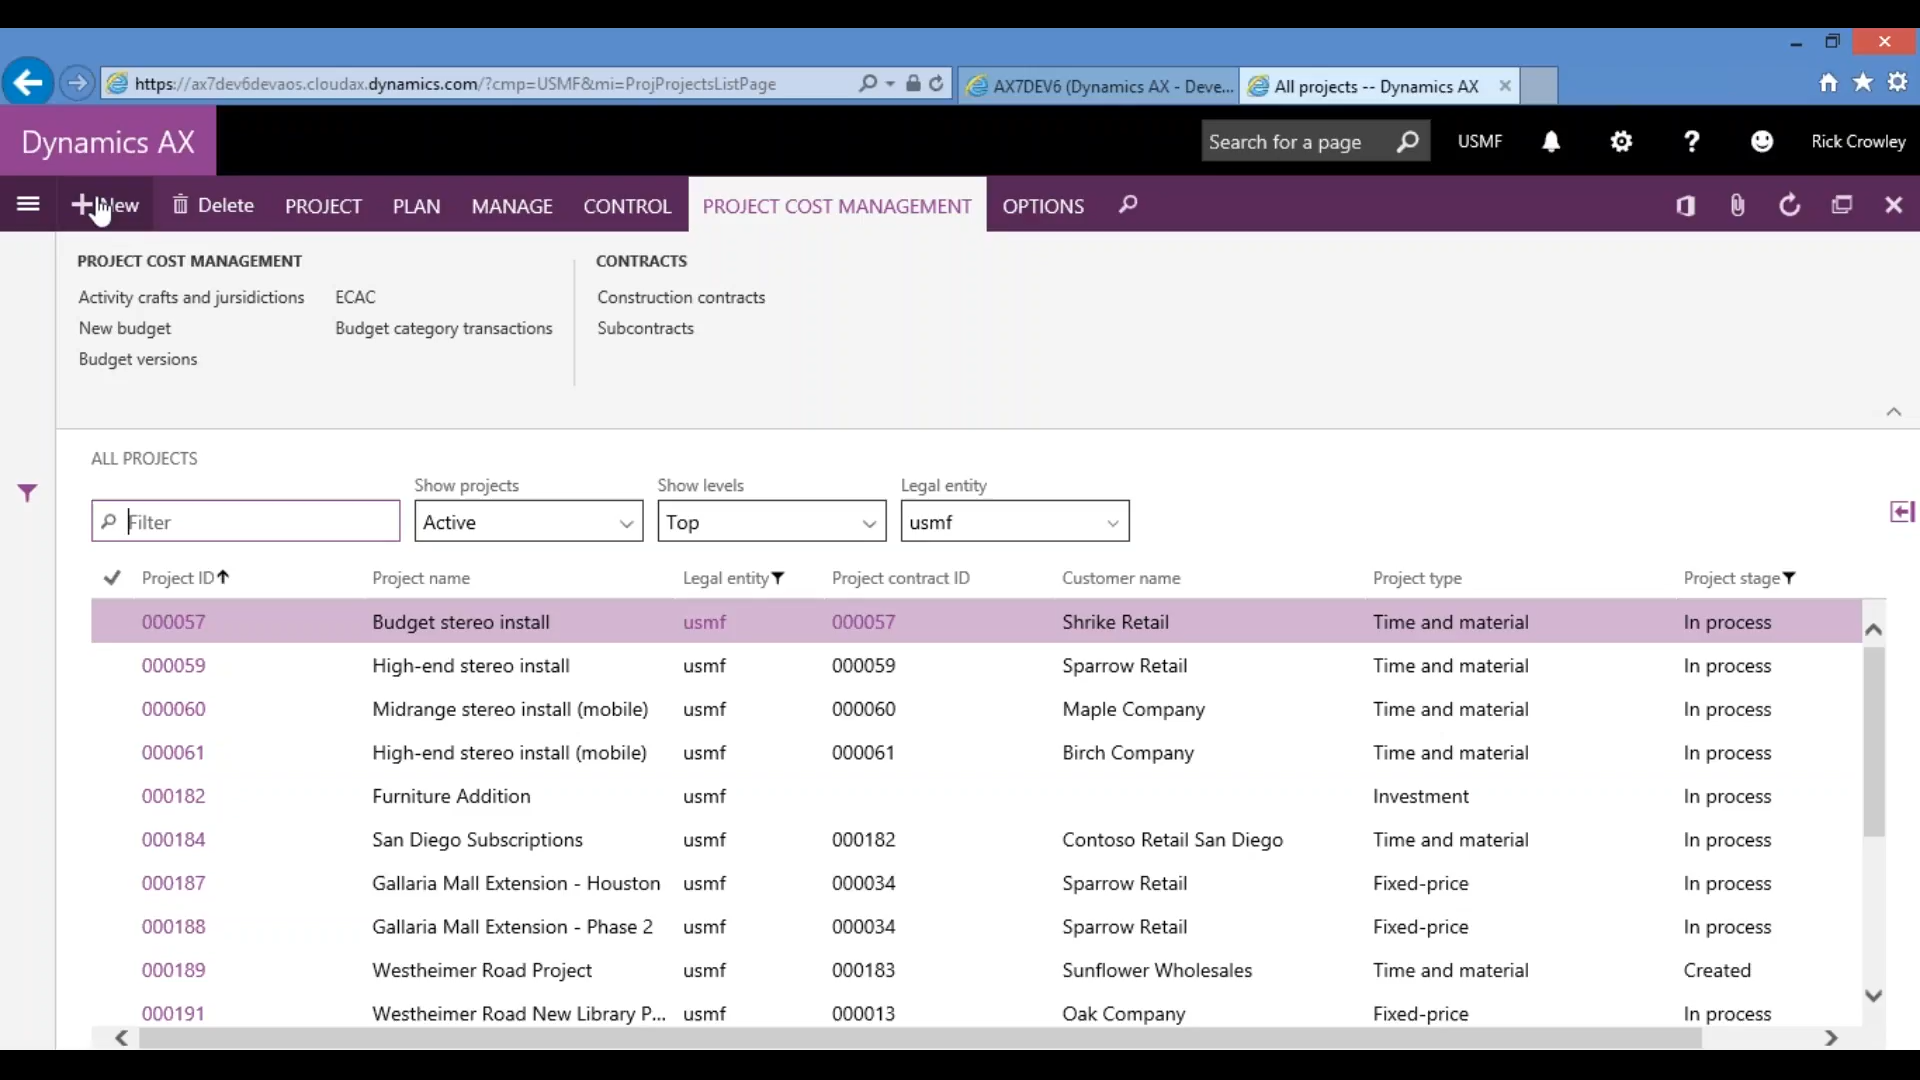 https://ax7dev6devaos.cloudax.dynamics.com/?cmp=USMF&mi=ProjProjectsListPage
AX7DEV6 (Dynamics AX - Deve...
All projects -- Dynamics AX
Dynamics AX
Search for a page
USMF
Rick Crowley
New
Delete
PROJECT
PLAN
MANAGE
CONTROL
PROJECT COST MANAGEMENT
OPTIONS
PROJECT COST MANAGEMENT
Activity crafts and jursidictions
New budget
Budget versions
ECAC
Budget category transactions
CONTRACTS
Construction contracts
Subcontracts
ALL PROJECTS
Filter
Show projects
Active
Show levels
Top
Legal entity
usmf
Project ID Project name Legal entity Project contract ID Customer name Project type Project stage
000057 Budget stereo install usmf 000057 Shrike Retail Time and material In process
000059 High-end stereo install usmf 000059 Sparrow Retail Time and material In process
000060 Midrange stereo install (mobile) usmf 000060 Maple Company Time and material In process
000061 High-end stereo install (mobile) usmf 000061 Birch Company Time and material In process
000182 Furniture Addition usmf Investment In process
000184 San Diego Subscriptions usmf 000182 Contoso Retail San Diego Time and material In process
000187 Gallaria Mall Extension - Houston usmf 000034 Sparrow Retail Fixed-price In process
000188 Gallaria Mall Extension - Phase 2 usmf 000034 Sparrow Retail Fixed-price In process
000189 Westheimer Road Project usmf 000183 Sunflower Wholesales Time and material Created
000191 Westheimer Road New Library P... usmf 000013 Oak Company Fixed-price In process